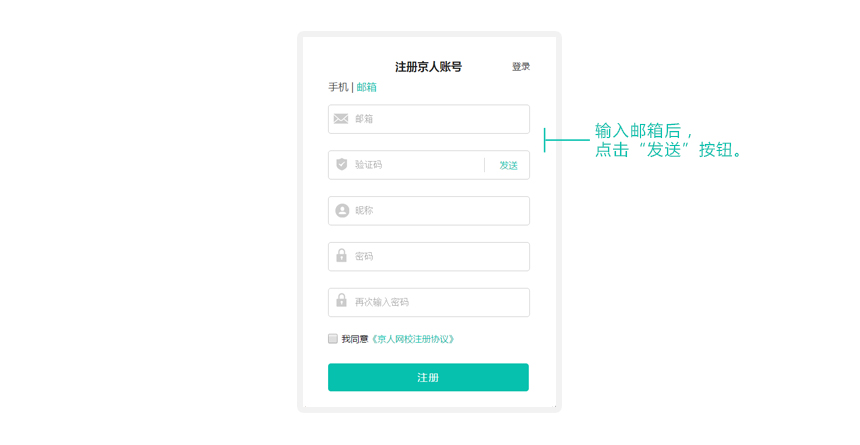 注册京人账号
登录
手机 | 邮箱
邮箱
验证码
发送
昵称
密码
再次输入密码
我同意《京人网校注册协议》
注册
输入邮箱后，
点击“发送”按钮。